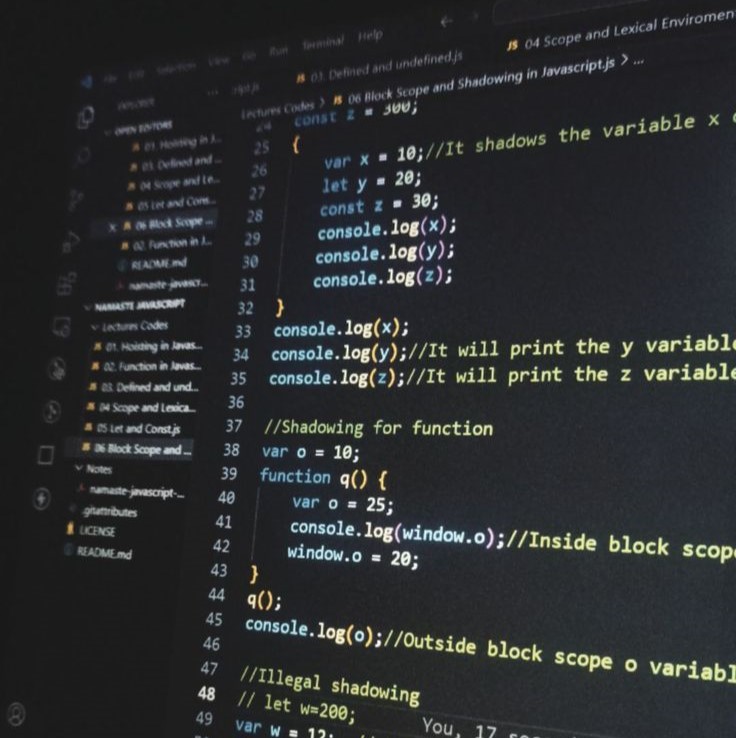 Run Terminal Help
JS 03. Defined and undefined.js
JS 04 Scope and Lexical Enviromen
Lectures Codes > JS 06 Block Scope and Shadowing in Javascript.js > ...
OPEN EDITORS
JS 01. Hoisting in J...
JS 03. Defined and ...
JS 04 Scope and Le...
JS 05 Let and Cons...
× JS 06 Block Scope ...
JS 02. Function in J...
README.md
namaste-javascr...
NAMASTE JAVASCRIPT
Lectures Codes
JS 01. Hoisting in Javas...
JS 02. Function in Javas...
JS 03. Defined and und...
JS 04 Scope and Lexica...
JS 05 Let and Const.js
JS 06 Block Scope and ...
Notes
namaste-javascript-...
.gitattributes
LICENSE
README.md
24 const z = 300;
25 {
26 var x = 10;//It shadows the variable x
27 let y = 20;
28 const z = 30;
29 console.log(x);
30 console.log(y);
31 console.log(z);
32 }
33 console.log(x);
34 console.log(y);//It will print the y variable
35 console.log(z);//It will print the z variable
36
37 //Shadowing for function
38 var o = 10;
39 function q() {
40 var o = 25;
41 console.log(window.o);//Inside block scope
42 window.o = 20;
43 }
44 q();
45 console.log(o);//Outside block scope o variabl
46
47 //Illegal shadowing
48 // let w=200;
49 var w = 12; //
You, 17 sec